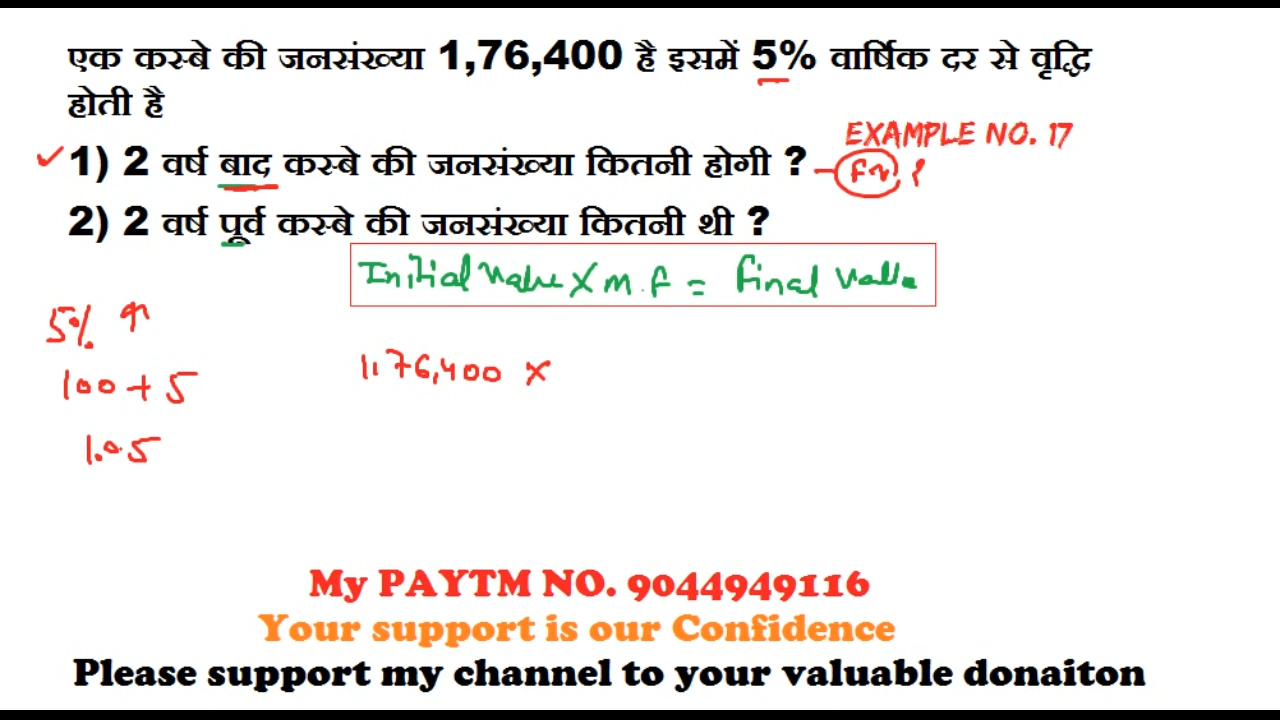 एक कस्बे की जनसंख्या 1,76,400 है इसमें 5% वार्षिक दर से वृद्धि
होती है
EXAMPLE NO. 17
1) 2 वर्ष बाद कस्बे की जनसंख्या कितनी होगी ? - F.V. ?
2) 2 वर्ष पूर्व कस्बे की जनसंख्या कितनी थी ?
Initial Value X M.F = Final Value
5% ↑
1,76,400 ×
100 + 5
1.05
My PAYTM NO. 9044949116
Your support is our Confidence
Please support my channel to your valuable donaiton